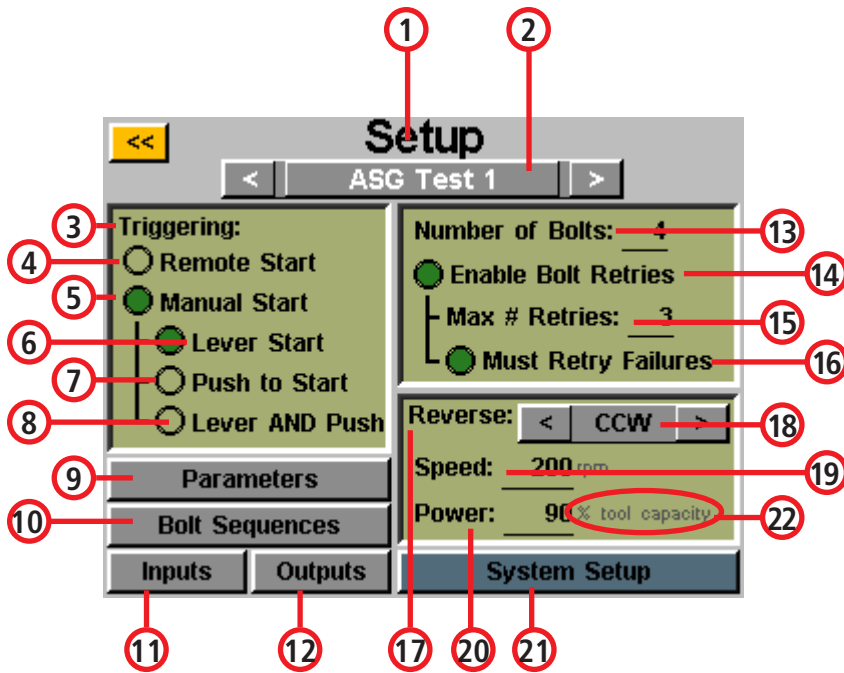 1 2
<< Setup
< ASG Test 1 >
3 Triggering:
4 Remote Start
5 Manual Start
6 Lever Start
7 Push to Start
8 Lever AND Push
9 Parameters
10 Bolt Sequences
Inputs Outputs
11 12
Number of Bolts: 4 13
Enable Bolt Retries 14
Max # Retries: 3 15
Must Retry Failures 16
Reverse: < CCW > 18
Speed: 200 rpm 19
Power: 90 % tool capacity 22
System Setup
17 20 21